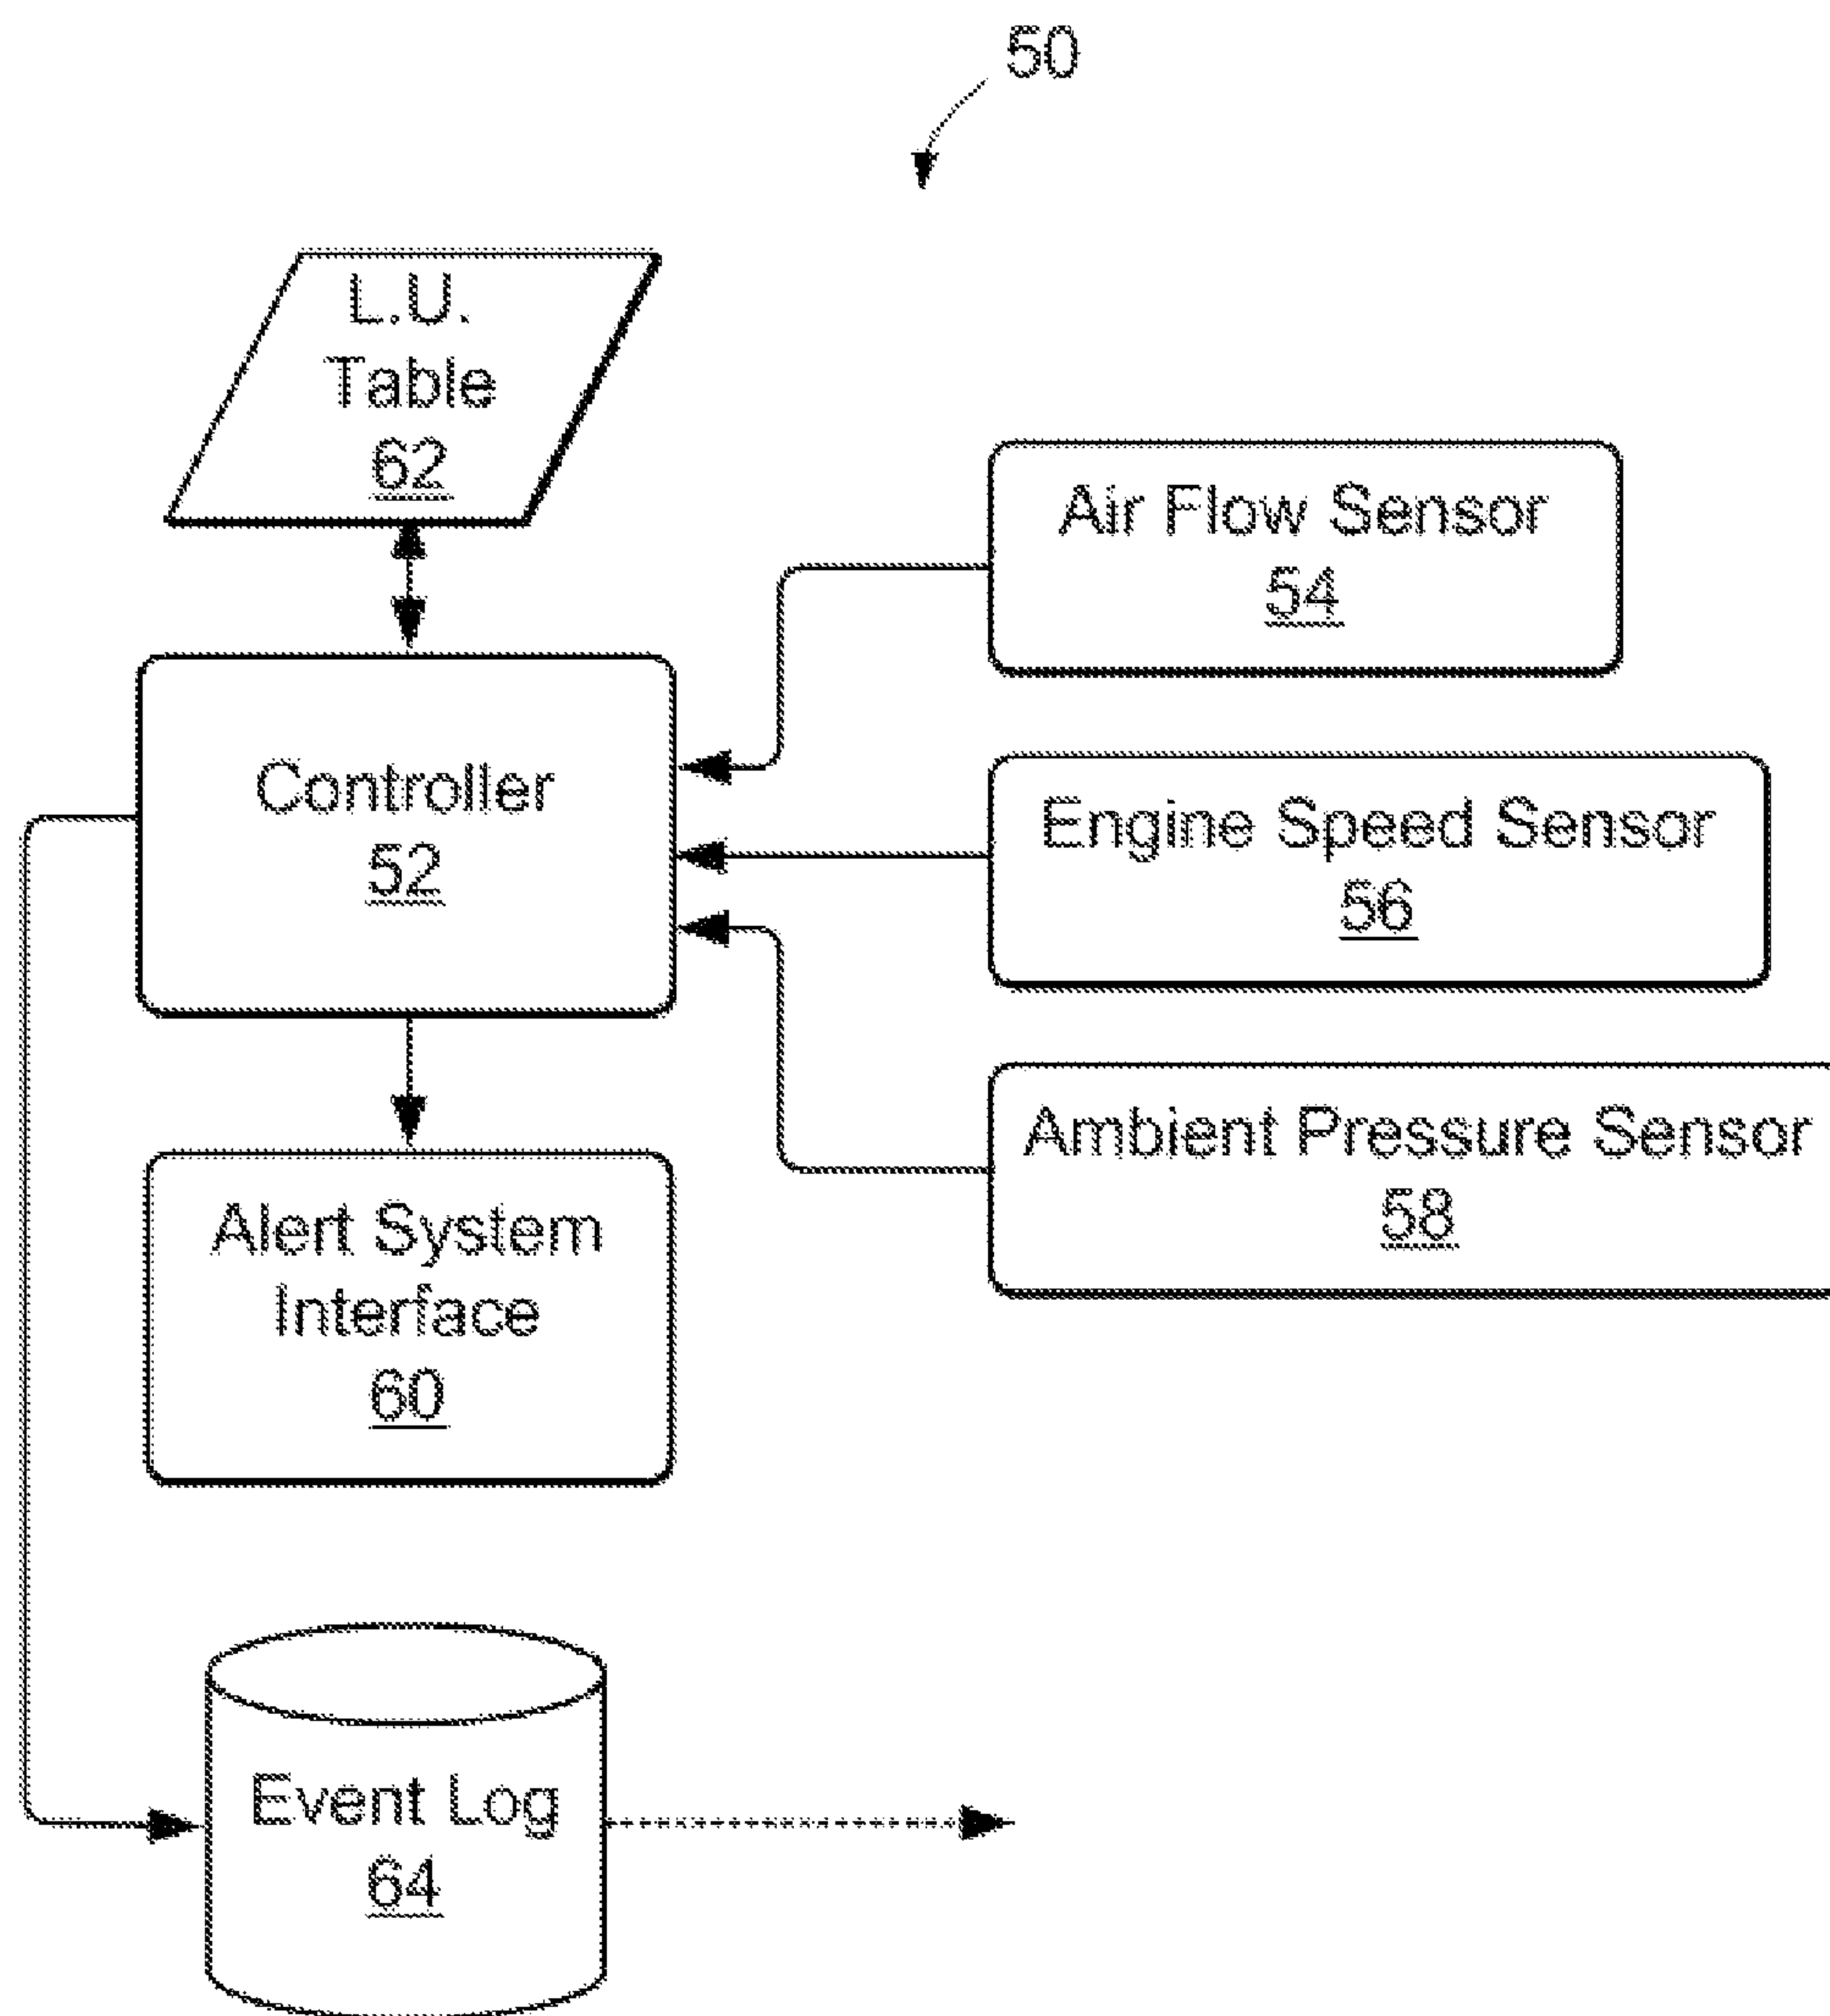 50
L.U.
Table
62
Air Flow Sensor
54
Controller
52
Engine Speed Sensor
56
Ambient Pressure Sensor
58
Alert System
Interface
60
Event Log
64